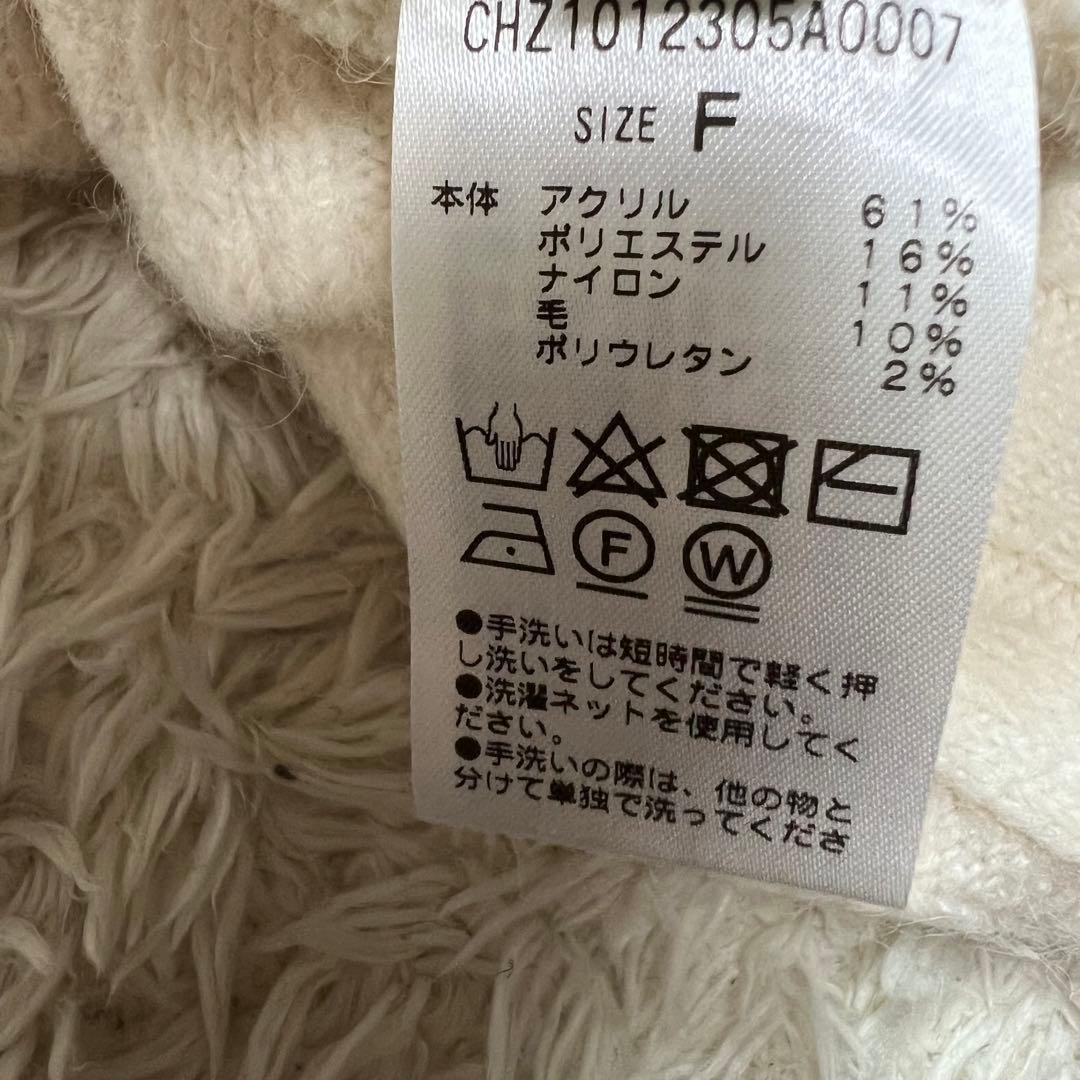 CHZ1012305A0007
SIZE F
本体 アクリル 61%
ポリエステル 16%
ナイロン 11%
毛 10%
ポリウレタン 2%
F W
●手洗いは短時間で軽く押
し洗いをしてください。
●洗濯ネットを使用してく
ださい。
●手洗いの際は、他の物と
分けて単独で洗ってくださ